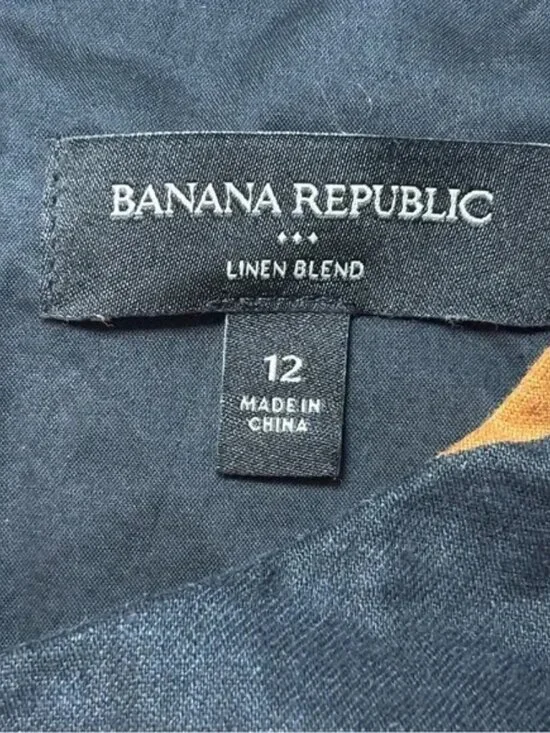 BANANA REPUBLIC
LINEN BLEND
12
MADE IN
CHINA